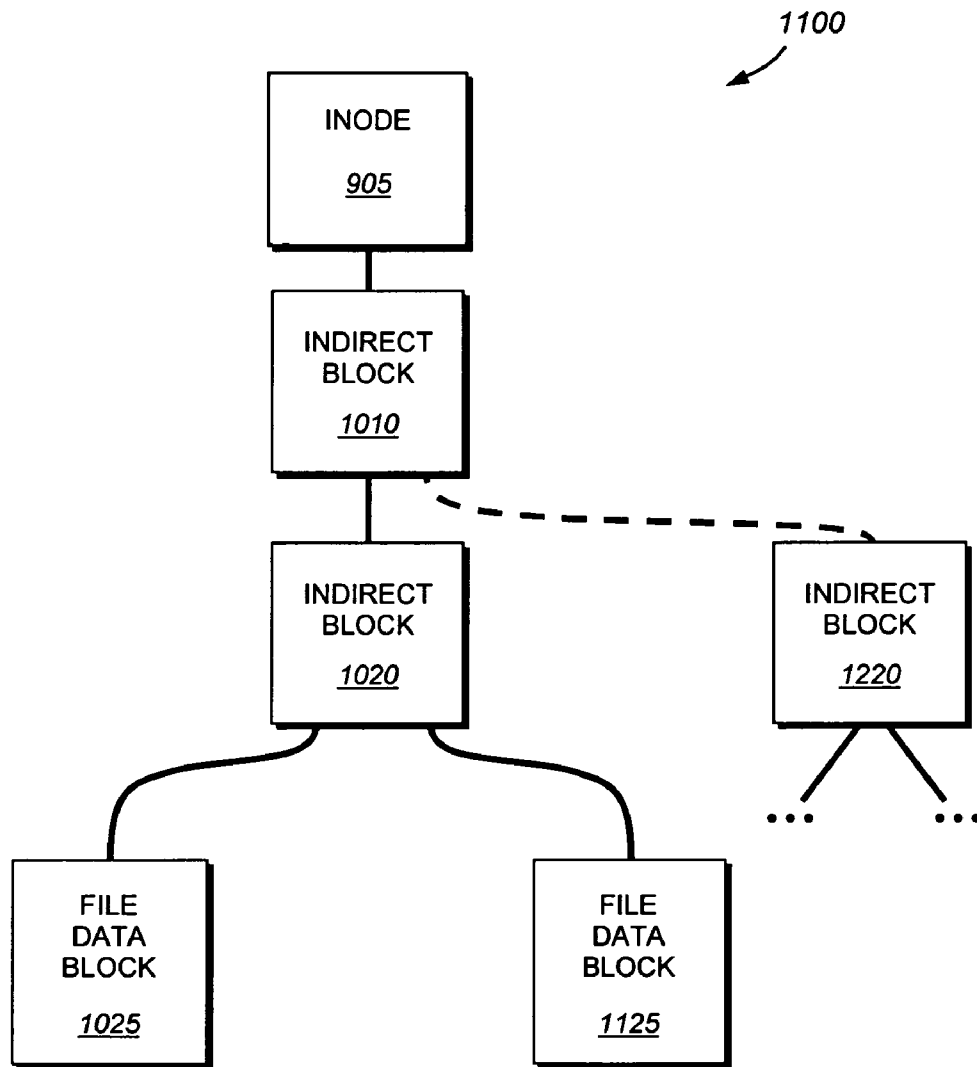 1100
INODE
905
INDIRECT
BLOCK
1010
INDIRECT
BLOCK
1020
INDIRECT
BLOCK
1220
...
...
FILE
DATA
BLOCK
1025
FILE
DATA
BLOCK
1125